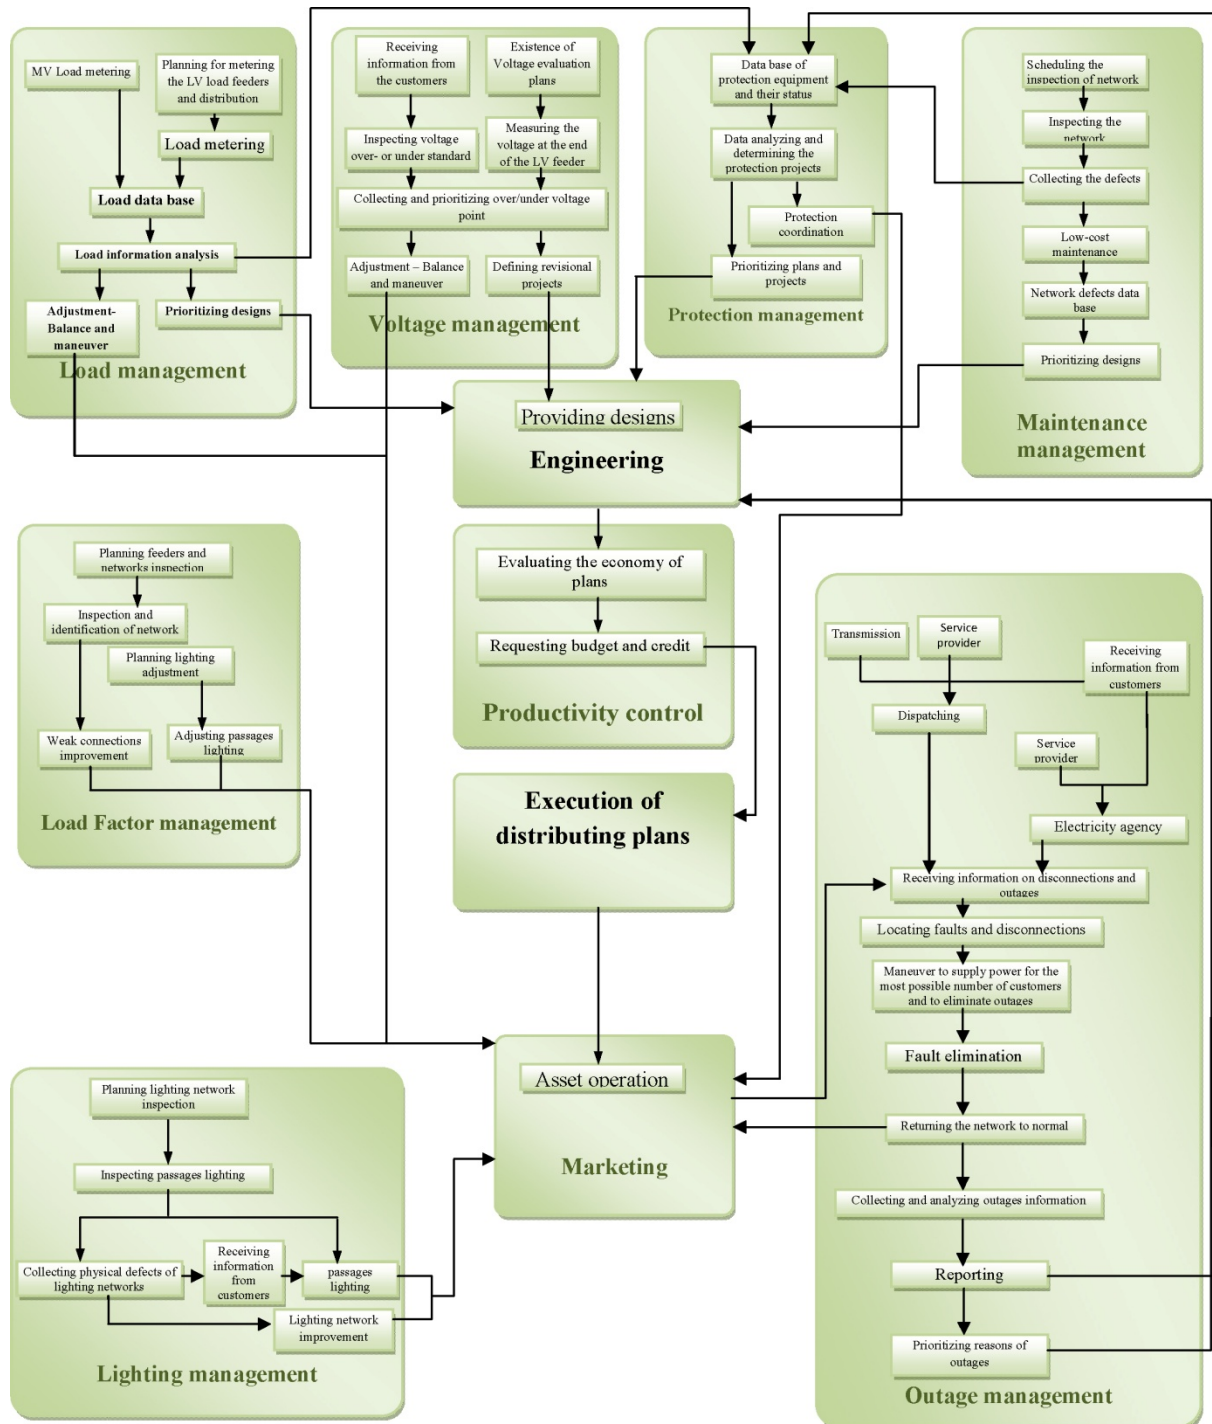 MV Load metering
Planning for metering
the LV load feeders
and distribution
Load metering
Load data base
Load information analysis
Adjustment-
Balance and
maneuver
Prioritizing designs
Load management
Receiving
information from
the customers
Existence of
Voltage evaluation
plans
Inspecting voltage
over- or under standard
Measuring the
voltage at the end
of the LV feeder
Collecting and prioritizing over/under voltage
point
Adjustment – Balance
and maneuver
Defining revisional
projects
Voltage management
Data base of
protection equipment
and their status
Data analyzing and
determining the
protection projects
Protection
coordination
Prioritizing plans and
projects
Protection management
Scheduling the
inspection of network
Inspecting the
network
Collecting the defects
Low-cost
maintenance
Network defects data
base
Prioritizing designs
Maintenance
management
Providing designs
Engineering
Evaluating the economy of
plans
Requesting budget and credit
Productivity control
Execution of
distributing plans
Planning feeders and
networks inspection
Inspection and
identification of network
Planning lighting
adjustment
Weak connections
improvement
Adjusting passages
lighting
Load Factor management
Asset operation
Marketing
Planning lighting network
inspection
Inspecting passages lighting
Collecting physical defects of
lighting networks
Receiving
information
from
customers
passages
lighting
Lighting network
improvement
Lighting management
Transmission
Service
provider
Receiving
information from
customers
Dispatching
Service
provider
Electricity agency
Receiving information on disconnections and
outages
Locating faults and disconnections
Maneuver to supply power for the
most possible number of customers
and to eliminate outages
Fault elimination
Returning the network to normal
Collecting and analyzing outages information
Reporting
Prioritizing reasons of
outages
Outage management